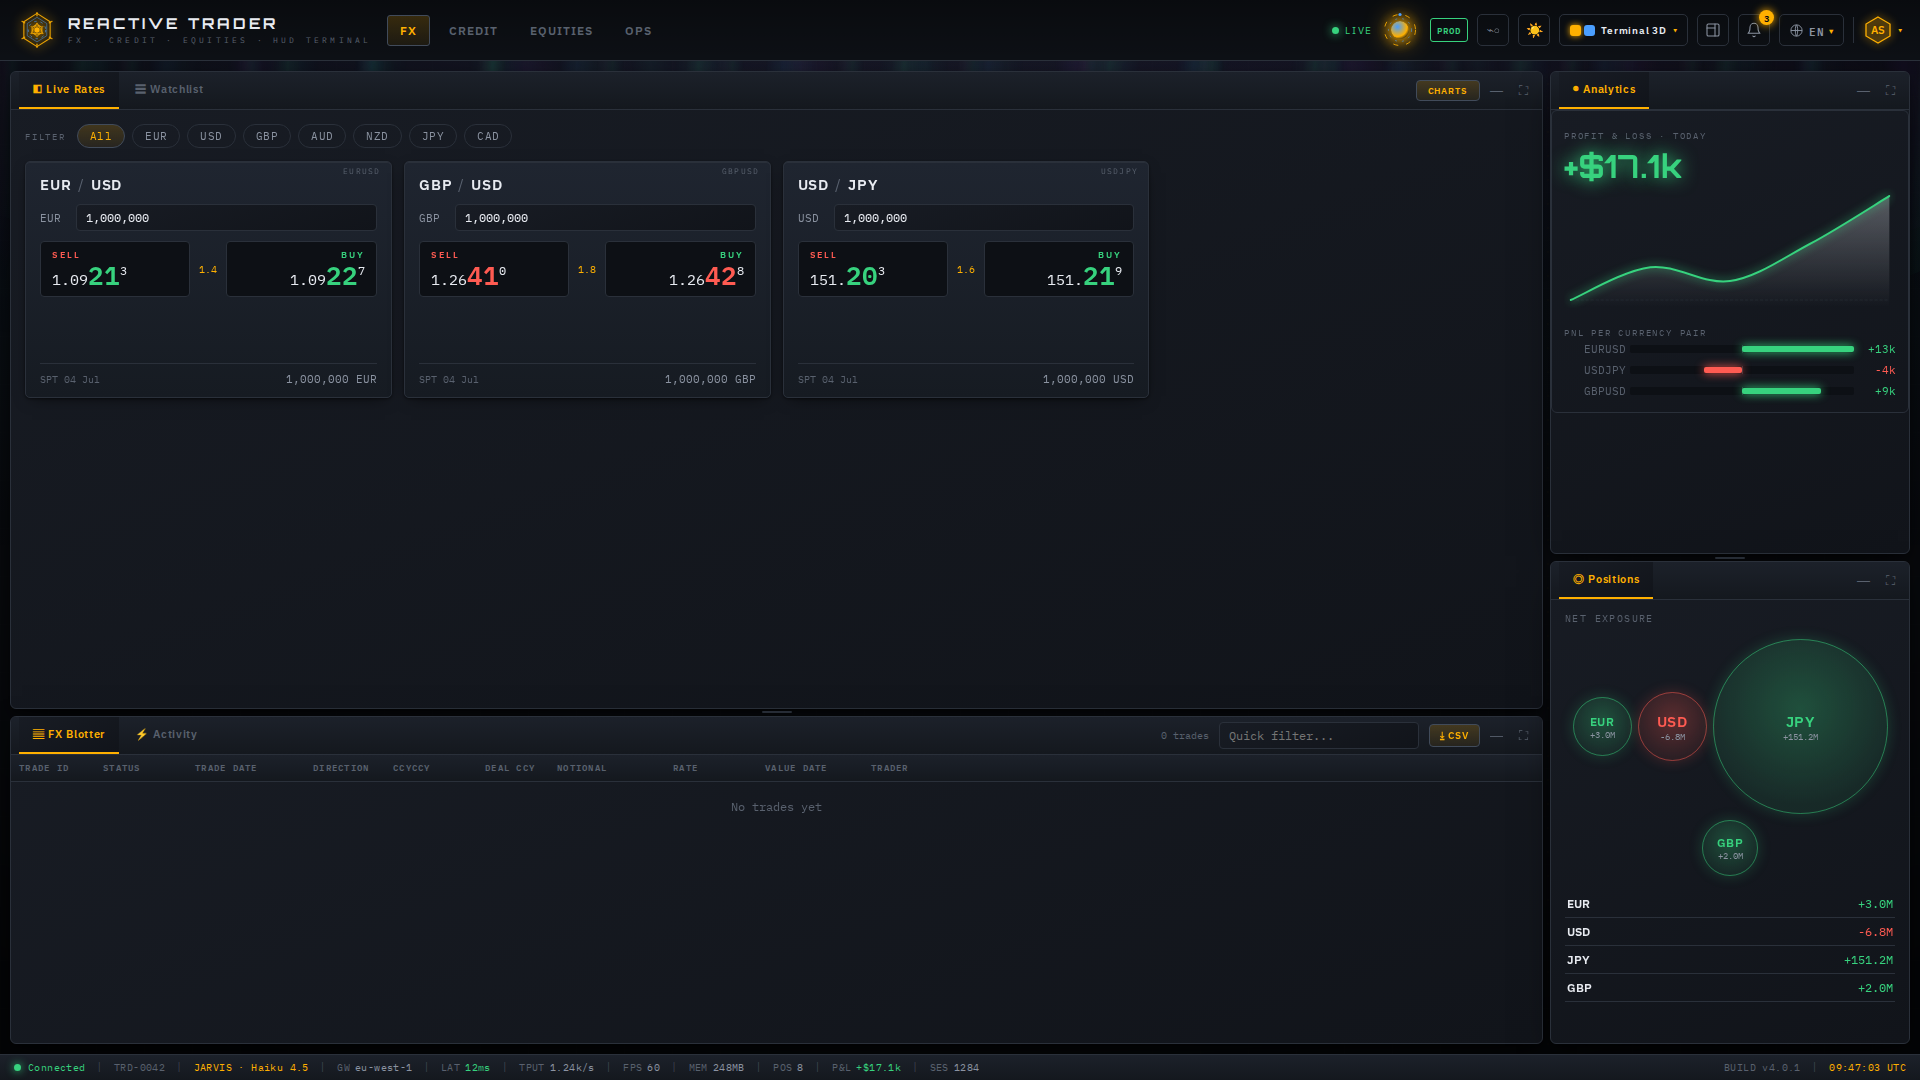 REACTIVE TRADER
FX · CREDIT · EQUITIES · HUD TERMINAL
FX CREDIT EQUITIES OPS
LIVE PROD Terminal 3D 3 EN AS
Live Rates Watchlist CHARTS
FILTER All EUR USD GBP AUD NZD JPY CAD
EURUSD
EUR / USD
EUR 1,000,000
SELL BUY
1.09213 1.4 1.09227
SPT 04 Jul 1,000,000 EUR
GBPUSD
GBP / USD
GBP 1,000,000
SELL BUY
1.26410 1.8 1.26428
SPT 04 Jul 1,000,000 GBP
USDJPY
USD / JPY
USD 1,000,000
SELL BUY
151.203 1.6 151.219
SPT 04 Jul 1,000,000 USD
Analytics
PROFIT & LOSS · TODAY
+$17.1k
PNL PER CURRENCY PAIR
EURUSD +13k
USDJPY -4k
GBPUSD +9k
Positions
NET EXPOSURE
EUR
+3.0M
USD
-6.8M
JPY
+151.2M
GBP
+2.0M
EUR +3.0M
USD -6.8M
JPY +151.2M
GBP +2.0M
FX Blotter Activity 0 trades Quick filter... CSV
TRADE ID STATUS TRADE DATE DIRECTION CCYCCY DEAL CCY NOTIONAL RATE VALUE DATE TRADER
No trades yet
Connected TRD-0042 JARVIS · Haiku 4.5 GW eu-west-1 LAT 12ms TPUT 1.24k/s FPS 60 MEM 248MB POS 8 P&L +$17.1k SES 1284 BUILD v4.0.1 09:47:03 UTC